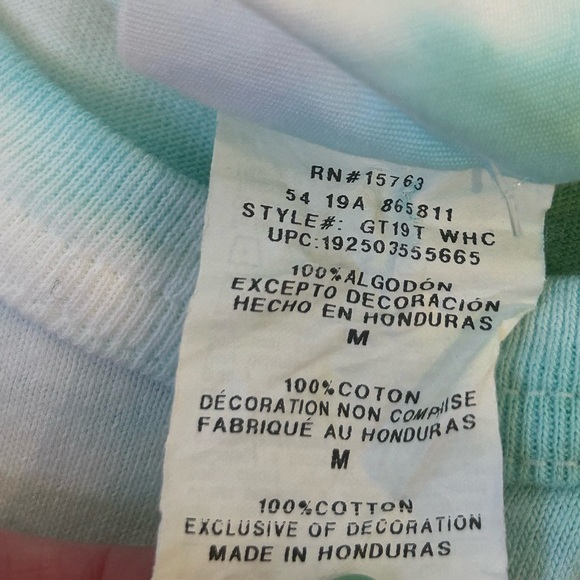 RN#15763
54 19A 865811
STYLE#: GT19T WHC
UPC:192503555665
100%ALGODÓN
EXCEPTO DECORACIÓN
HECHO EN HONDURAS
M
100%COTON
DÉCORATION NON COMPRISE
FABRIQUÉ AU HONDURAS
M
100%COTTON
EXCLUSIVE OF DECORATION
MADE IN HONDURAS